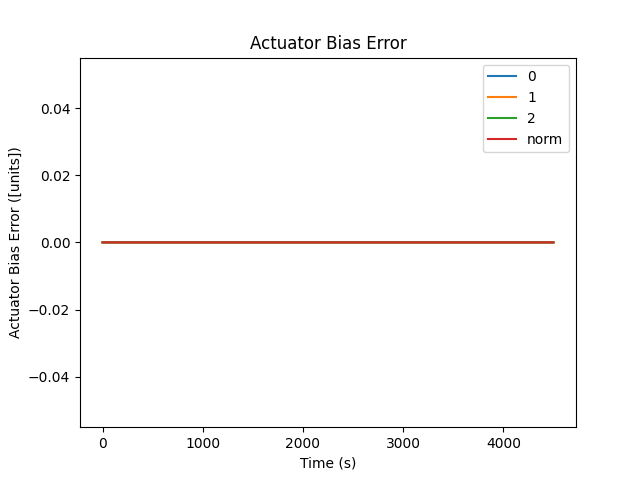 Actuator Bias Error
0
1
2
norm
Actuator Bias Error ([units])
0.04
0.02
0.00
−0.02
−0.04
0 1000 2000 3000 4000
Time (s)